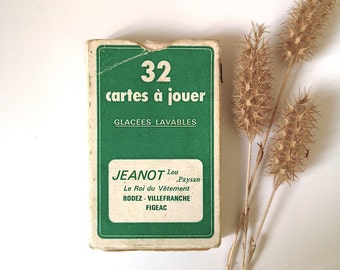 32
cartes à jouer
GLACÉES LAVABLES
JEANOT Lou
Paysan
Le Roi du Vêtement
RODEZ - VILLEFRANCHE
FIGEAC